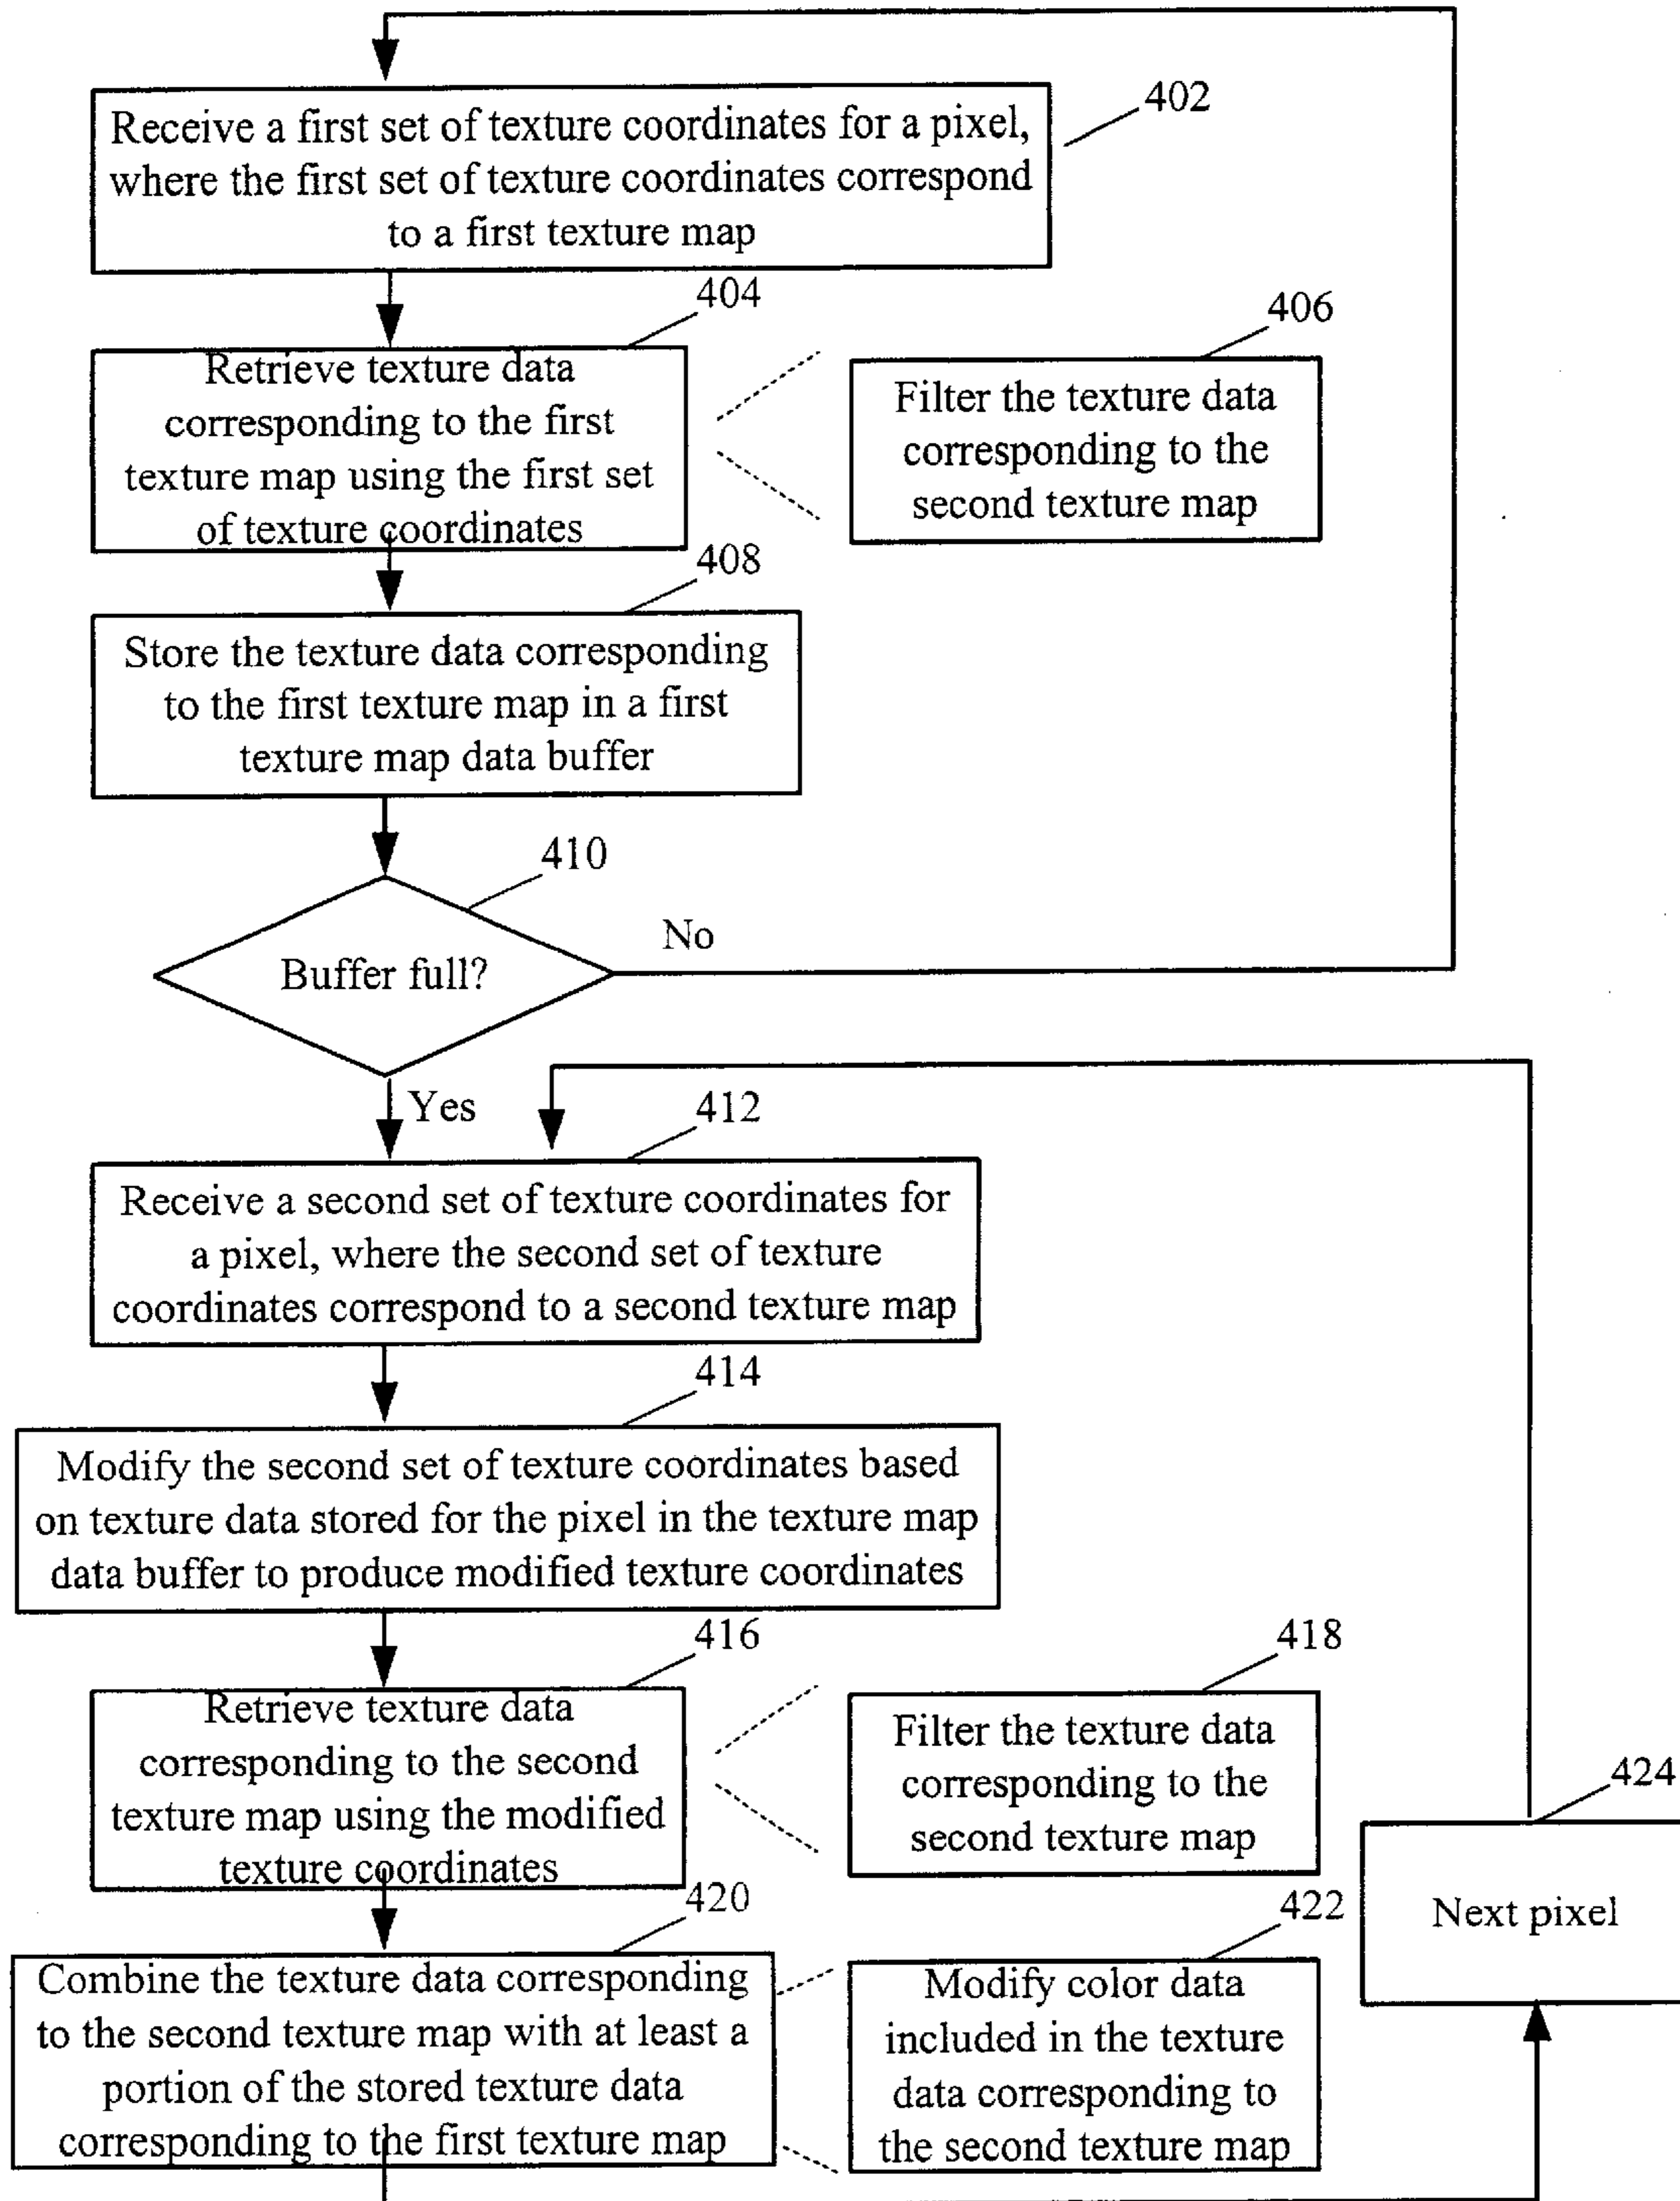 402
Receive a first set of texture coordinates for a pixel,
where the first set of texture coordinates correspond
to a first texture map
404
Retrieve texture data
corresponding to the first
texture map using the first set
of texture coordinates
406
Filter the texture data
corresponding to the
second texture map
408
Store the texture data corresponding
to the first texture map in a first
texture map data buffer
410
Buffer full?
No
Yes
412
Receive a second set of texture coordinates for
a pixel, where the second set of texture
coordinates correspond to a second texture map
414
Modify the second set of texture coordinates based
on texture data stored for the pixel in the texture map
data buffer to produce modified texture coordinates
416
Retrieve texture data
corresponding to the second
texture map using the modified
texture coordinates
418
Filter the texture data
corresponding to the
second texture map
420
Combine the texture data corresponding
to the second texture map with at least a
portion of the stored texture data
corresponding to the first texture map
422
Modify color data
included in the texture
data corresponding to
the second texture map
424
Next pixel